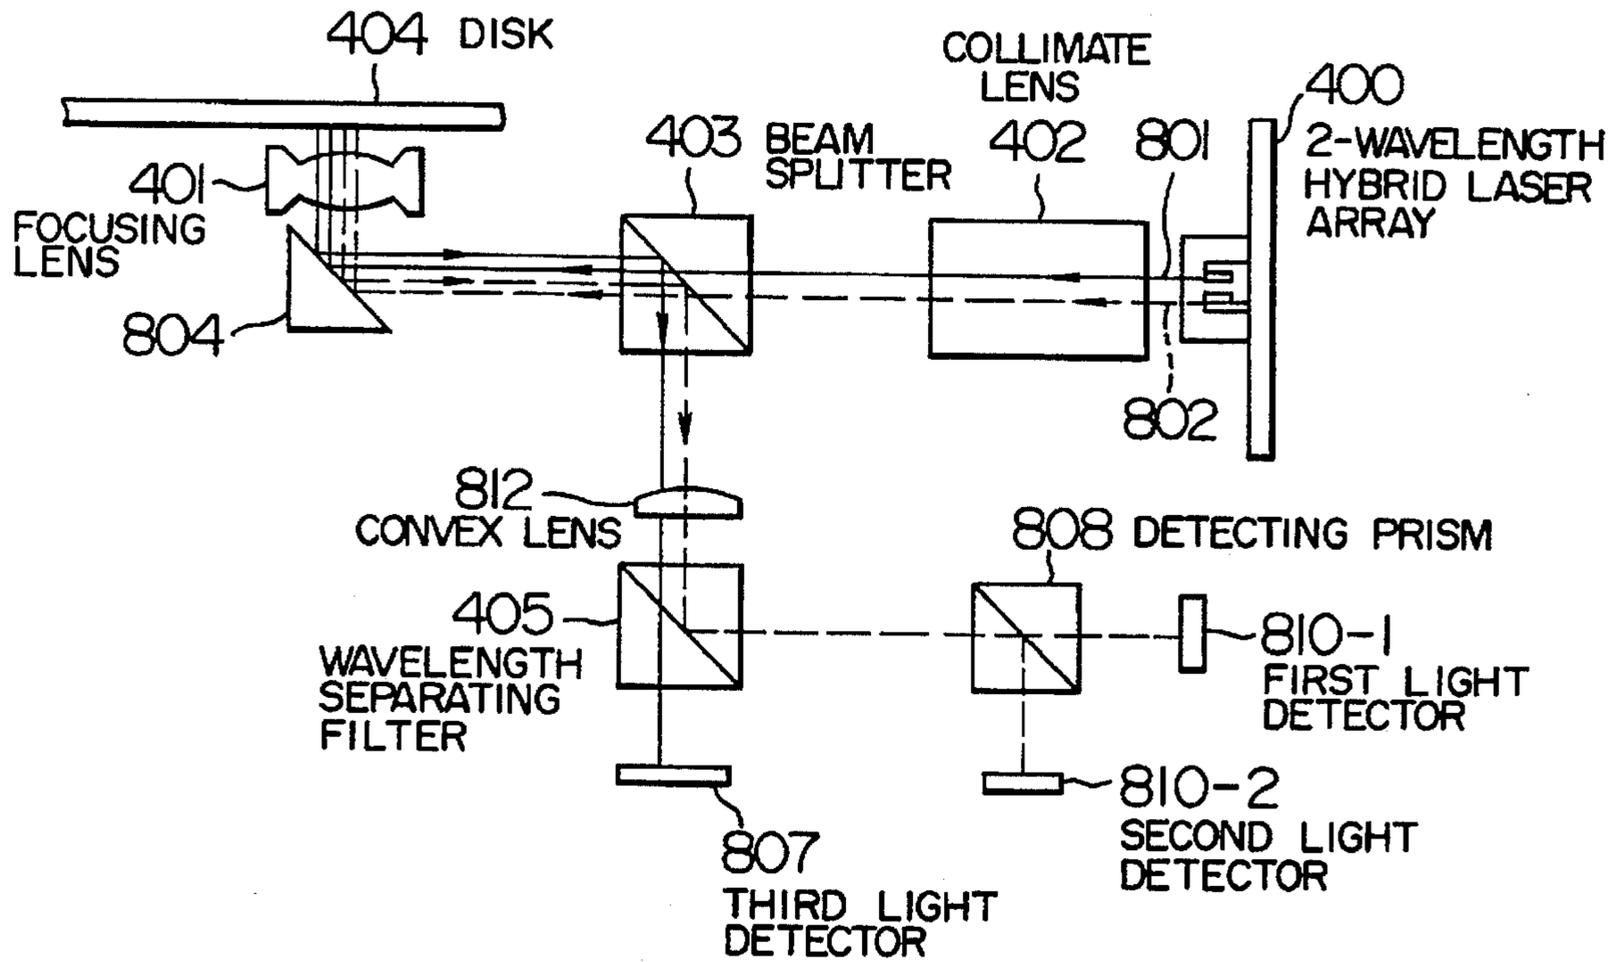 404 DISK
COLLIMATE
LENS
402
400
2-WAVELENGTH
HYBRID LASER
ARRAY
403 BEAM
SPLITTER
801
802
401
FOCUSING
LENS
804
812
CONVEX LENS
808 DETECTING PRISM
405
WAVELENGTH
SEPARATING
FILTER
810-1
FIRST LIGHT
DETECTOR
810-2
SECOND LIGHT
DETECTOR
807
THIRD LIGHT
DETECTOR